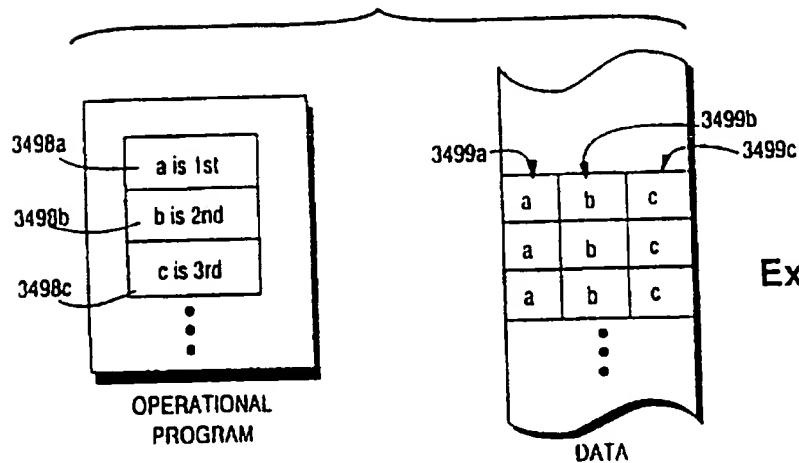 3498a
a is 1st
3498b
b is 2nd
3498c
c is 3rd
OPERATIONAL
PROGRAM
3499a
3499b
3499c
a b c
a b c
a b c
DATA
Ex